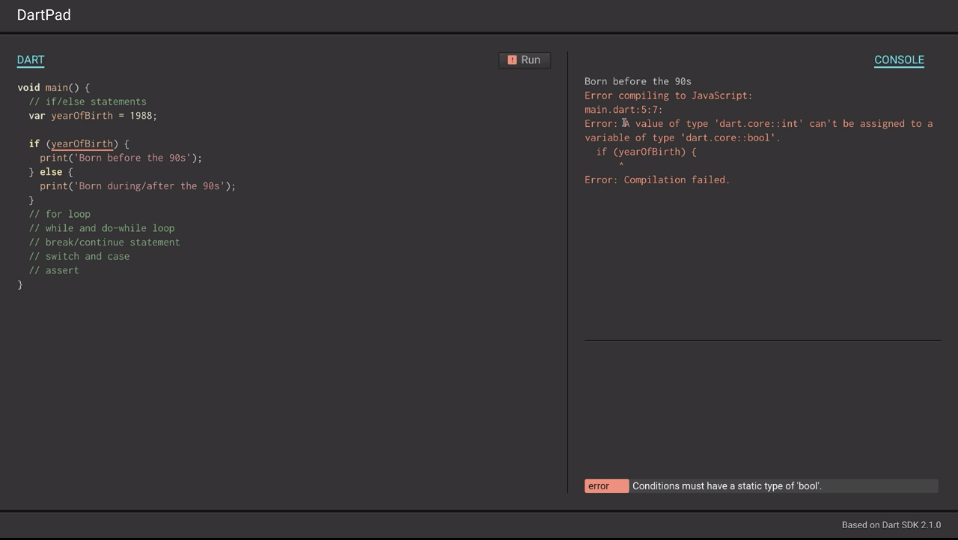 DartPad
DART
! Run
CONSOLE
void main() {
// if/else statements
var yearOfBirth = 1988;
if (yearOfBirth) {
print('Born before the 90s');
} else {
print('Born during/after the 90s');
}
// for loop
// while and do-while loop
// break/continue statement
// switch and case
// assert
}
Born before the 90s
Error compiling to JavaScript:
main.dart:5:7:
Error: A value of type 'dart.core::int' can't be assigned to a
variable of type 'dart.core::bool'.
if (yearOfBirth) {
^
Error: Compilation failed.
error Conditions must have a static type of 'bool'.
Based on Dart SDK 2.1.0